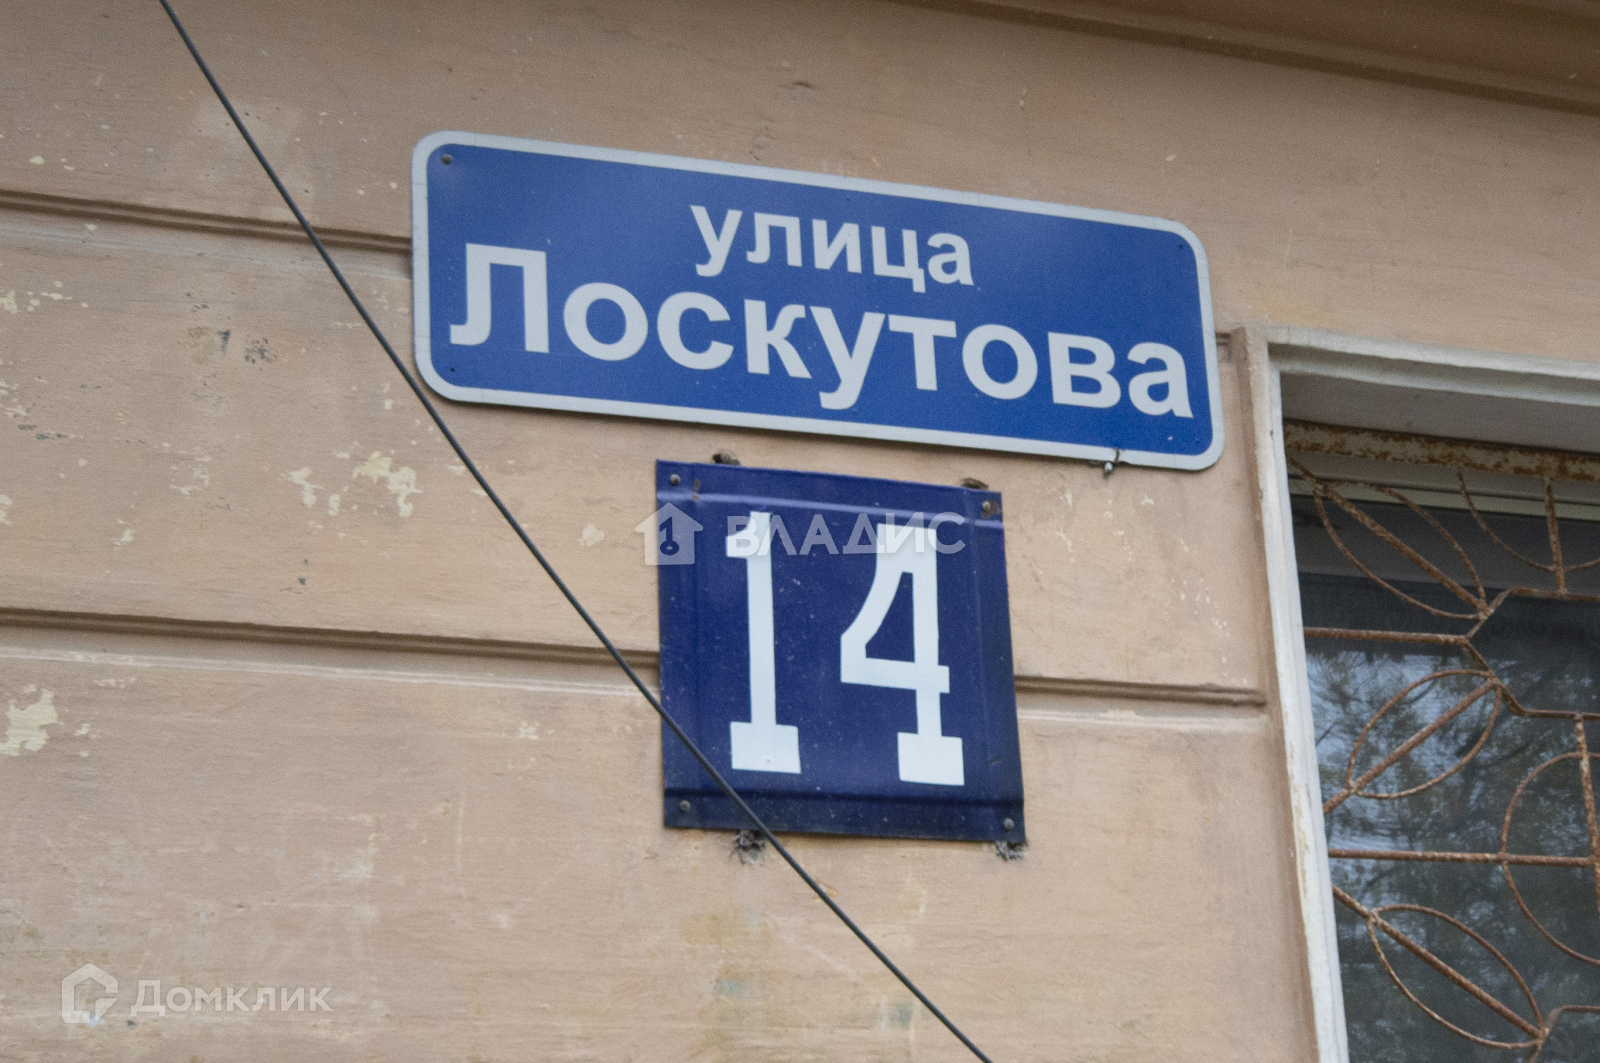 улица
Лоскутова
ВЛАДИС
14
Домклик